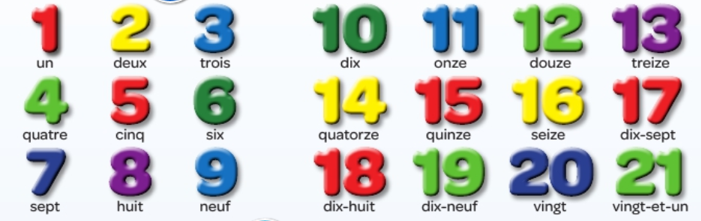 1 2 3 10 11 12 13
un deux trois dix onze douze treize
4 5 6 14 15 16 17
quatre cinq six quatorze quinze seize dix-sept
7 8 9 18 19 20 21
sept huit neuf dix-huit dix-neuf vingt vingt-et-un